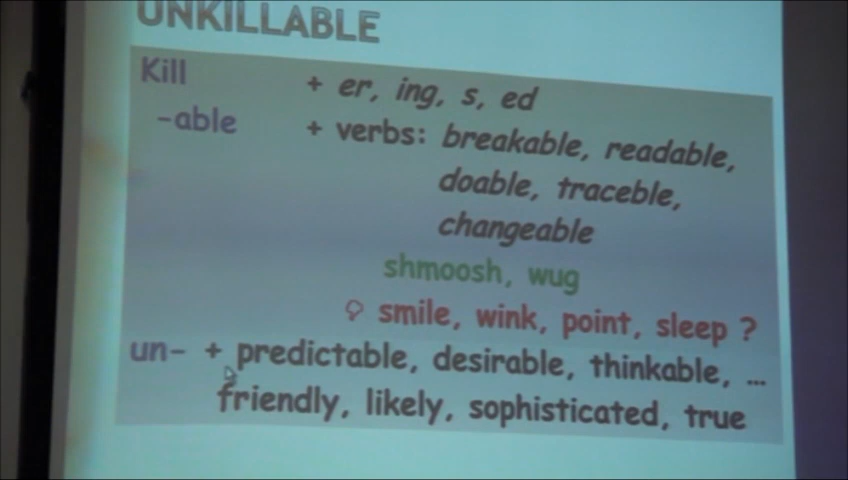 UNKILLABLE
Kill + er, ing, s, ed
-able + verbs: breakable, readable,
doable, traceble,
changeable
shmoosh, wug
smile, wink, point, sleep ?
un- + predictable, desirable, thinkable, ...
friendly, likely, sophisticated, true